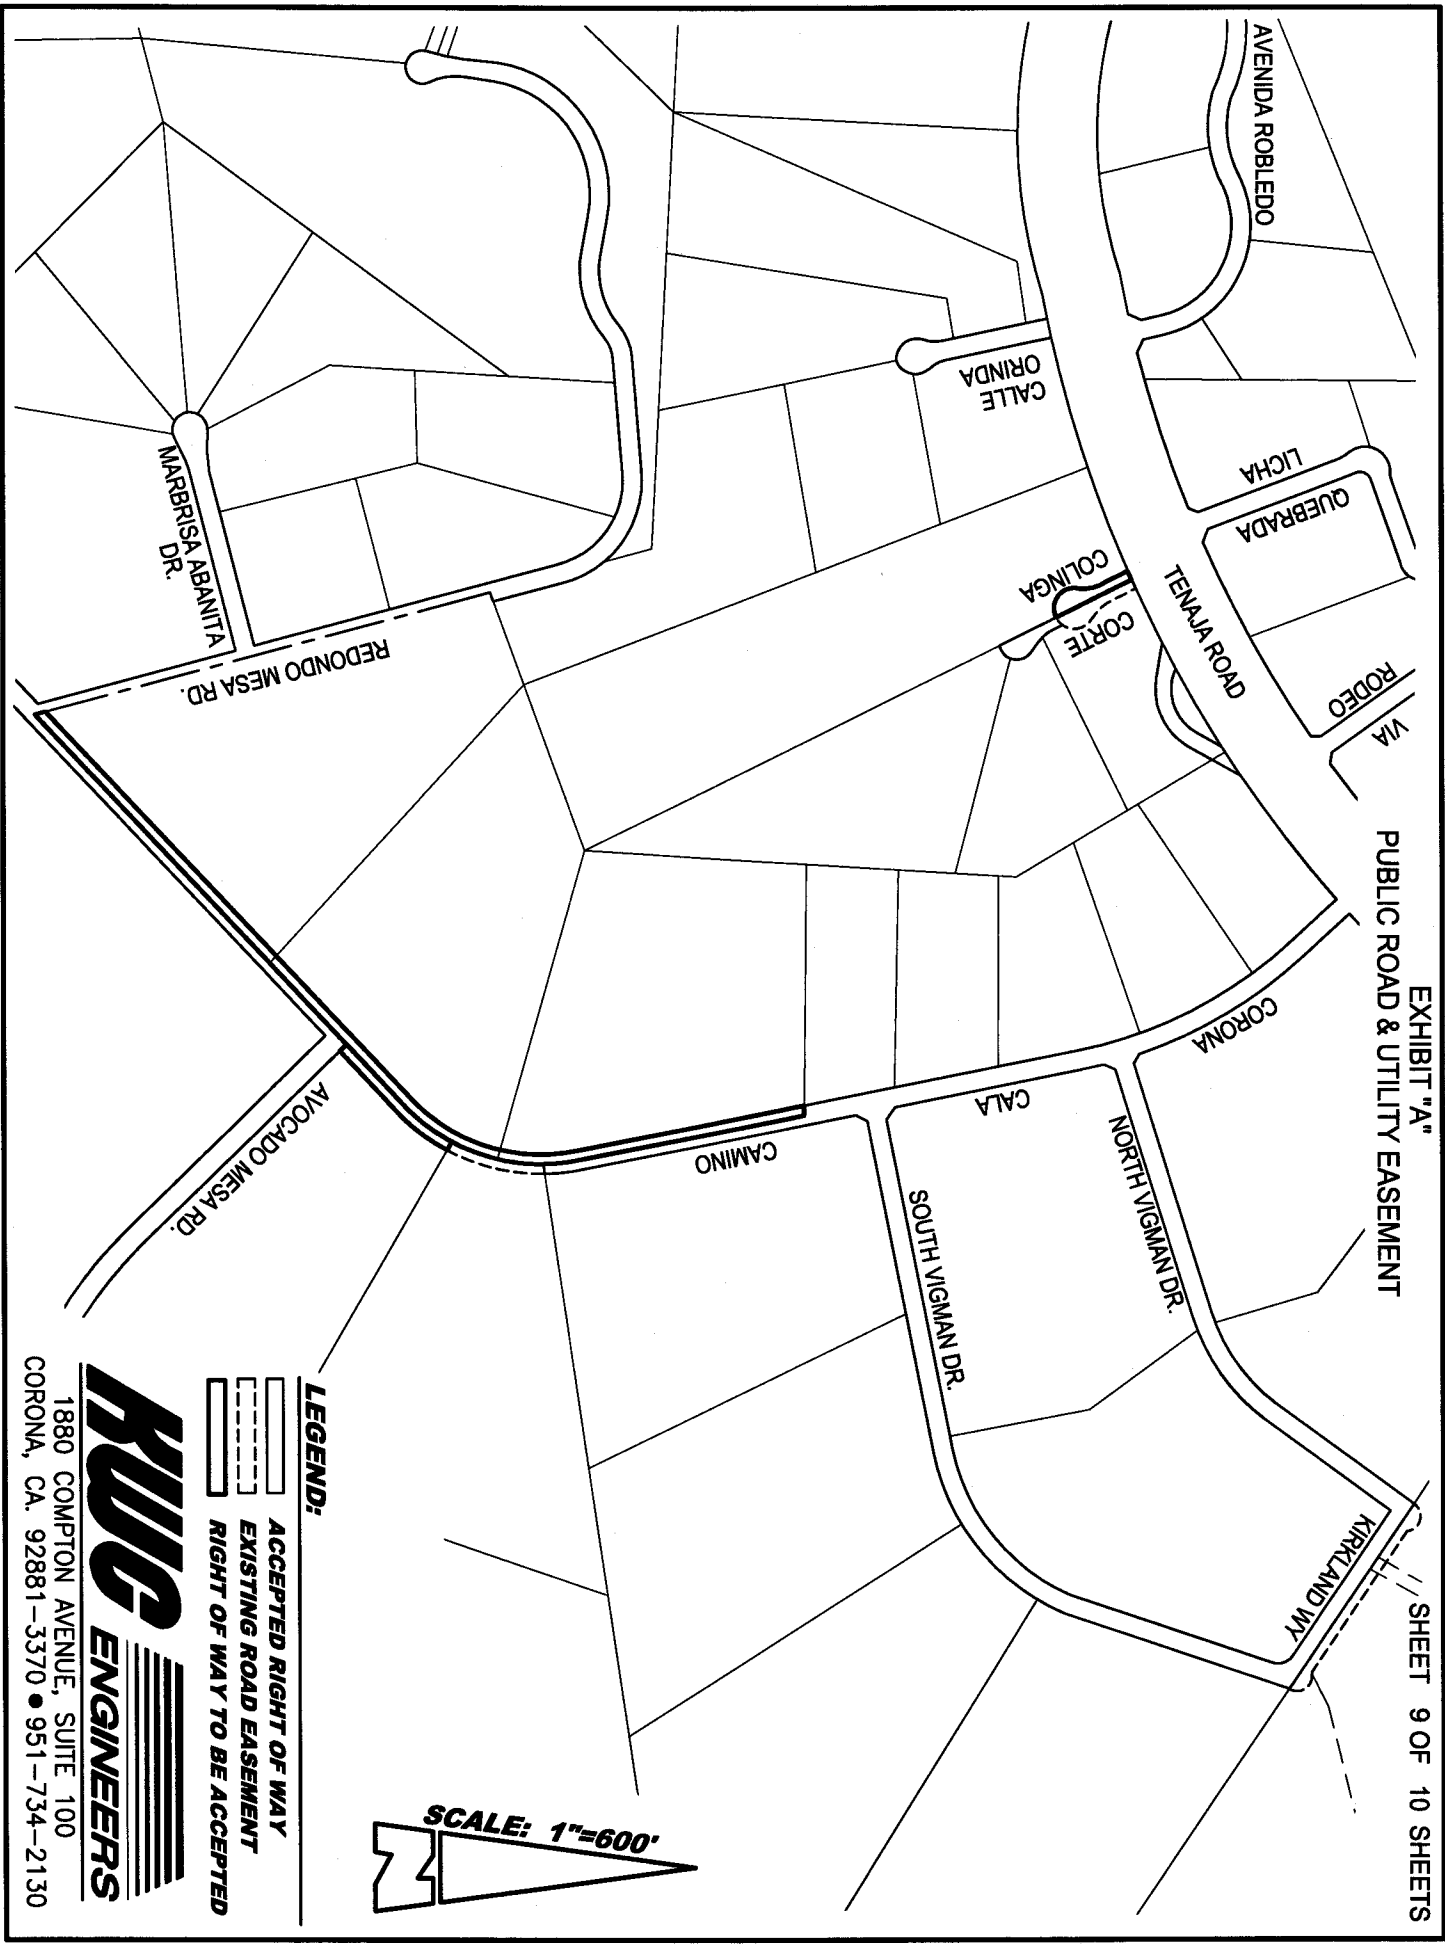 EXHIBIT "A"
PUBLIC ROAD & UTILITY EASEMENT
SHEET 9 OF 10 SHEETS
AVENIDA ROBLEDO
LICHA
QUEBRADA
VIA
RODEO
TENAJA ROAD
CALLE
ORINDA
CORTE
COLINGA
CORONA
CALA
CAMINO
NORTH VIGMAN DR.
SOUTH VIGMAN DR.
KIRKLAND WY
REDONDO MESA RD.
MARBRISA ABANITA
DR.
AVOCADO MESA RD.
SCALE: 1"=600'
N
LEGEND:
ACCEPTED RIGHT OF WAY
EXISTING ROAD EASEMENT
RIGHT OF WAY TO BE ACCEPTED
KWC ENGINEERS
1880 COMPTON AVENUE, SUITE 100
CORONA, CA. 92881-3370 • 951-734-2130